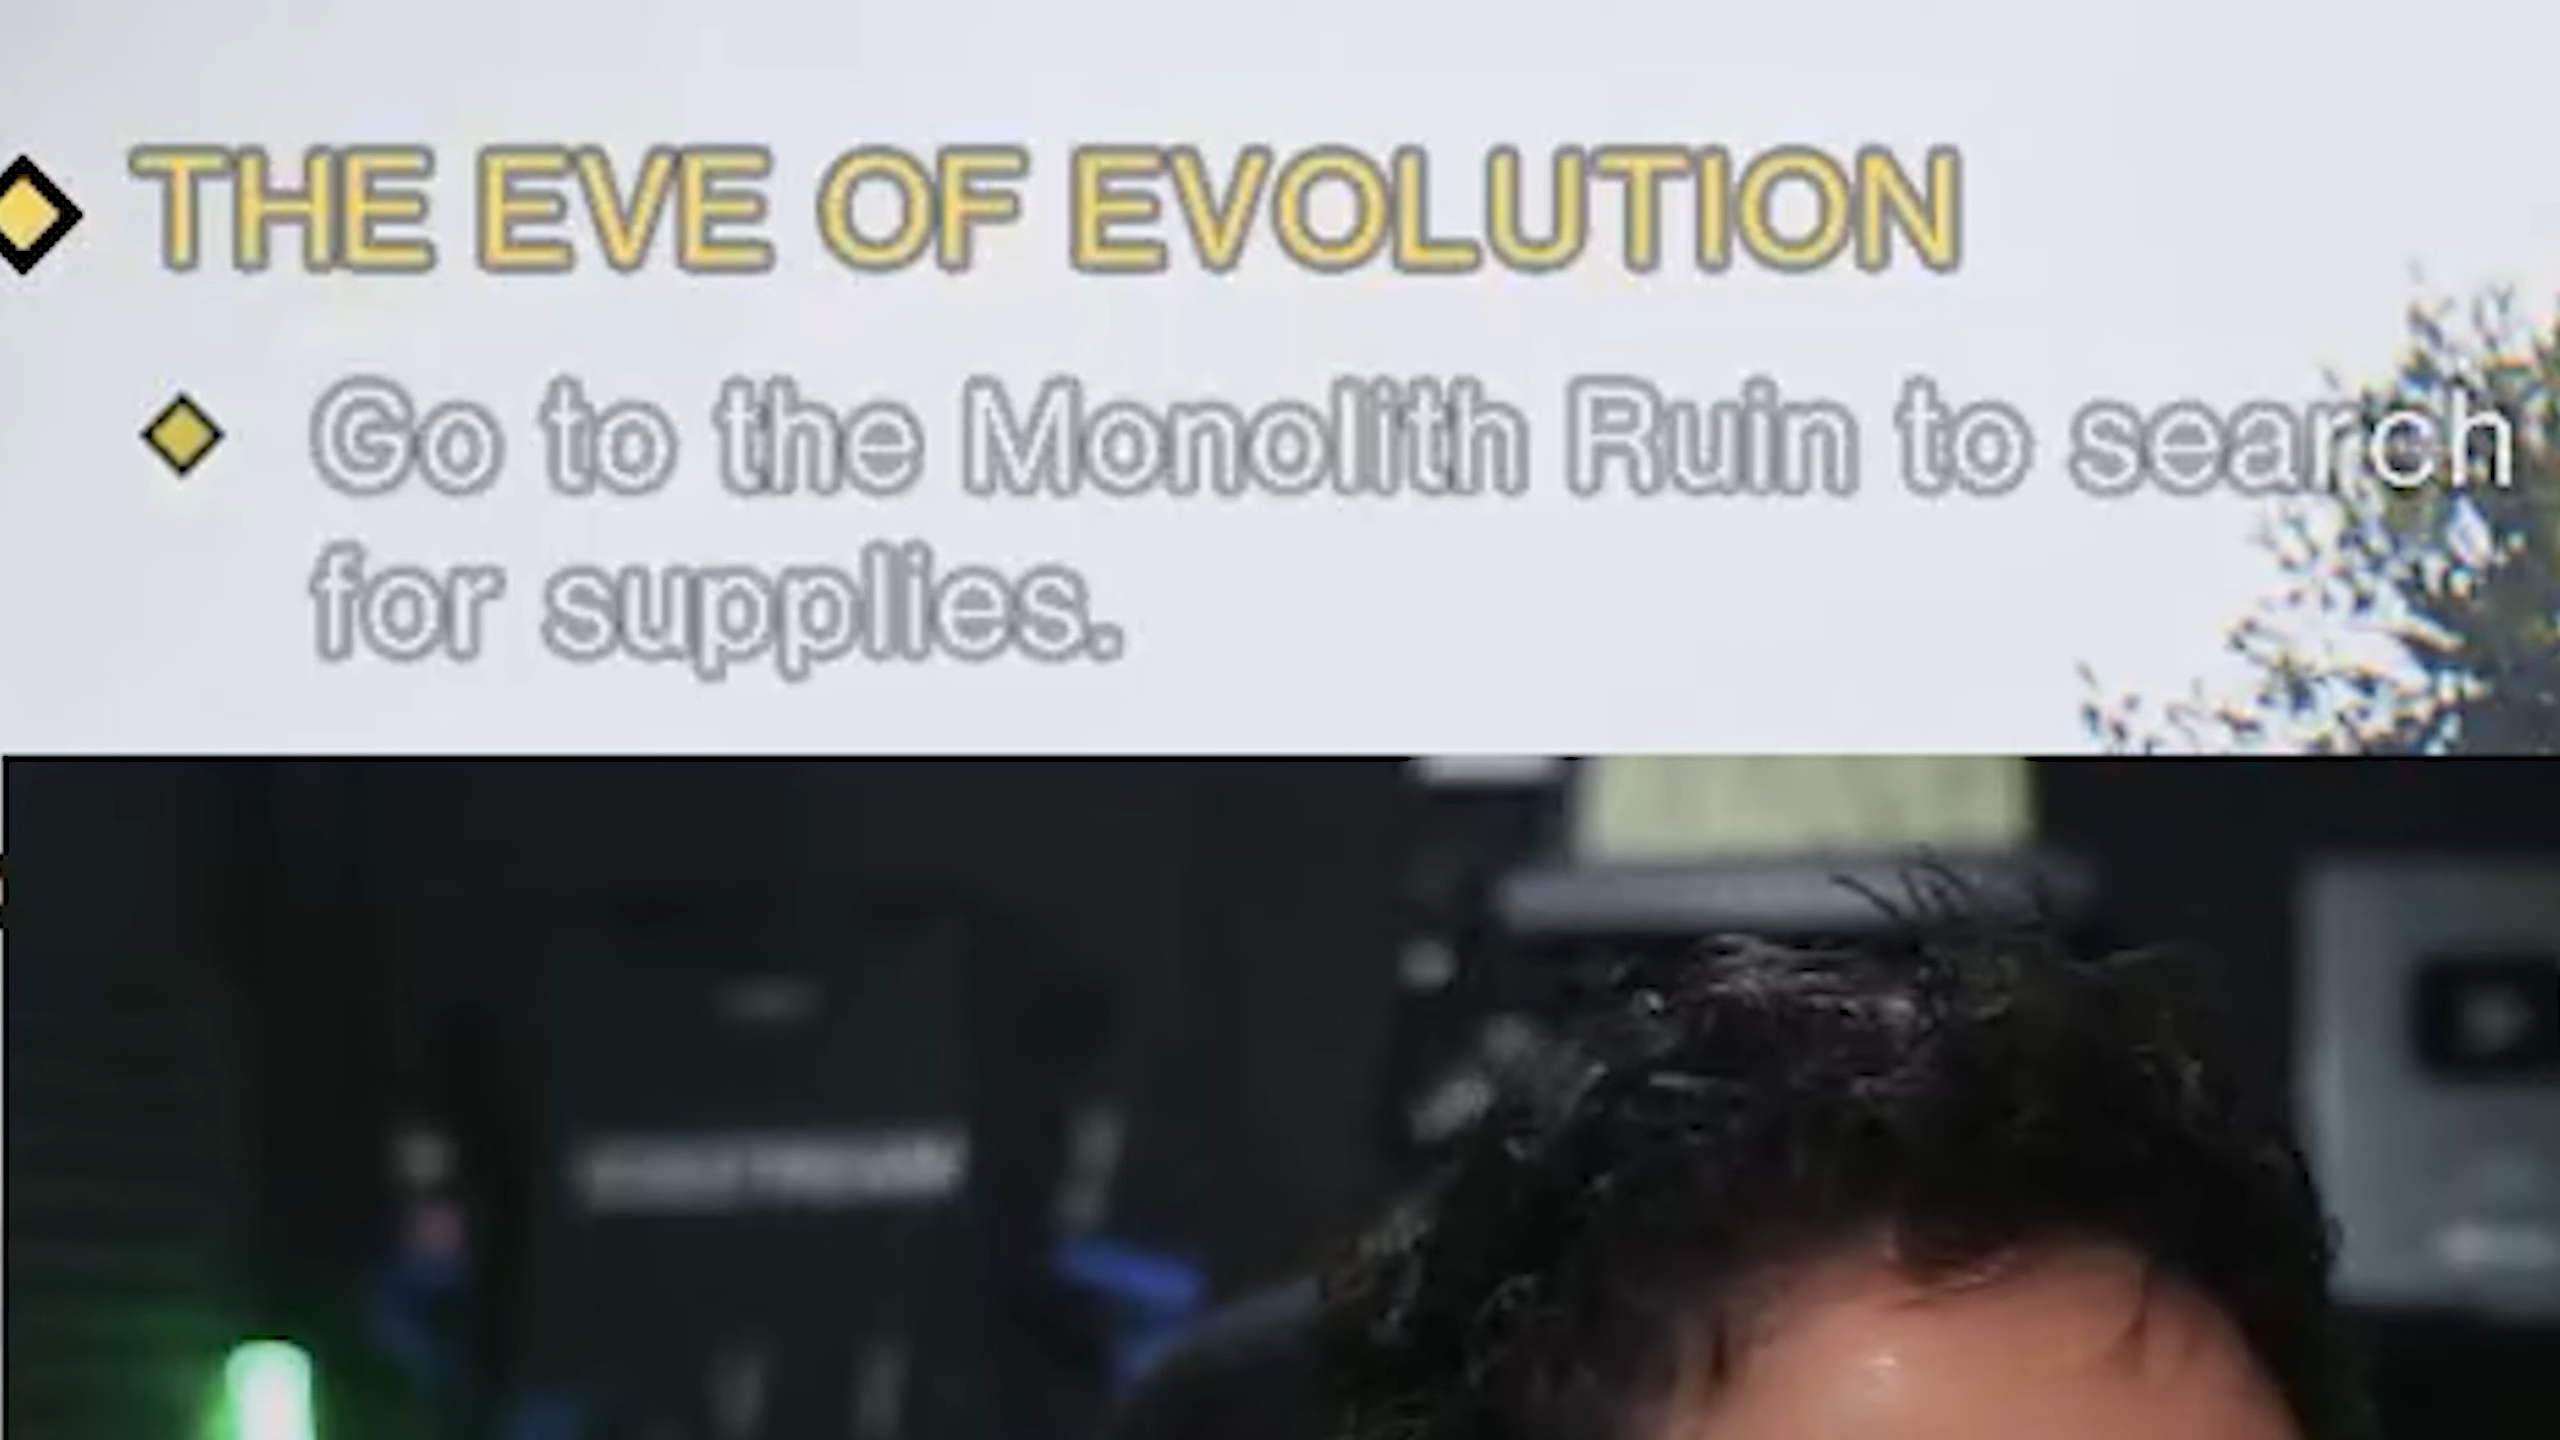 THE EVE OF EVOLUTION
Go to the Monolith Ruin to search
for supplies.